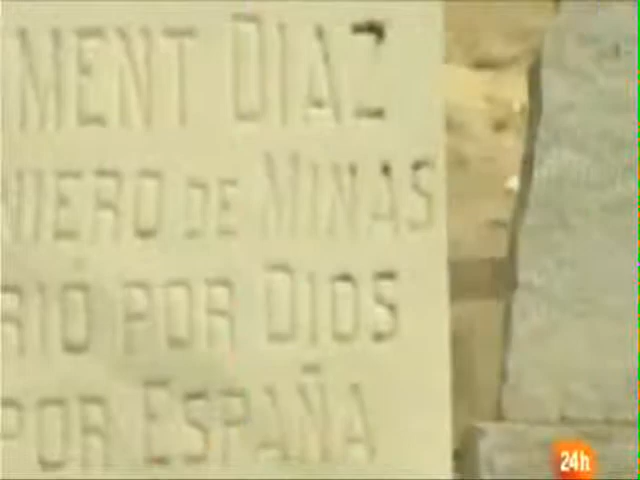 MENT DIAZ
NIERO DE MINAS
RIÓ POR DIOS
POR ESPAÑA
24h